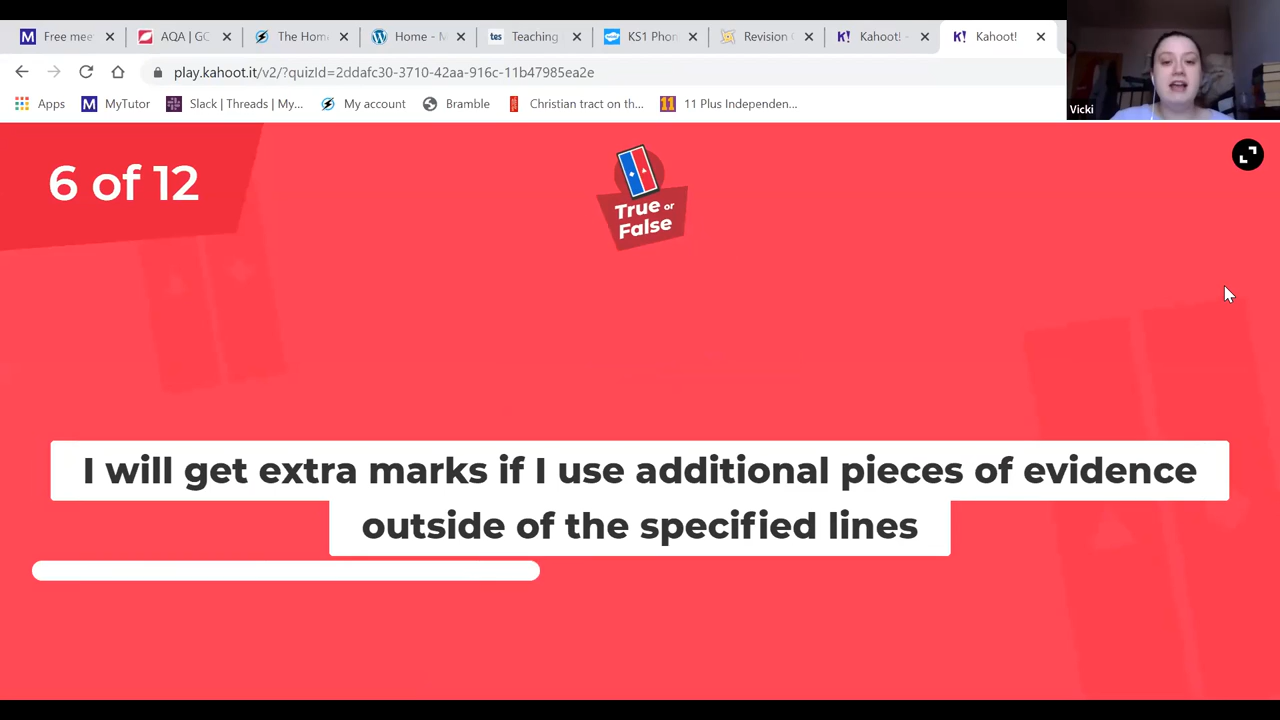 Free mee
AQA | GC
The Hom
Home - M
Teaching
KS1 Phon
Revision
Kahoot! -
Kahoot!
play.kahoot.it/v2/?quizId=2ddafc30-3710-42aa-916c-11b47985ea2e
Apps
MyTutor
Slack | Threads | My...
My account
Bramble
Christian tract on th...
11 Plus Independen...
Vicki
6 of 12
True or
False
I will get extra marks if I use additional pieces of evidence
outside of the specified lines